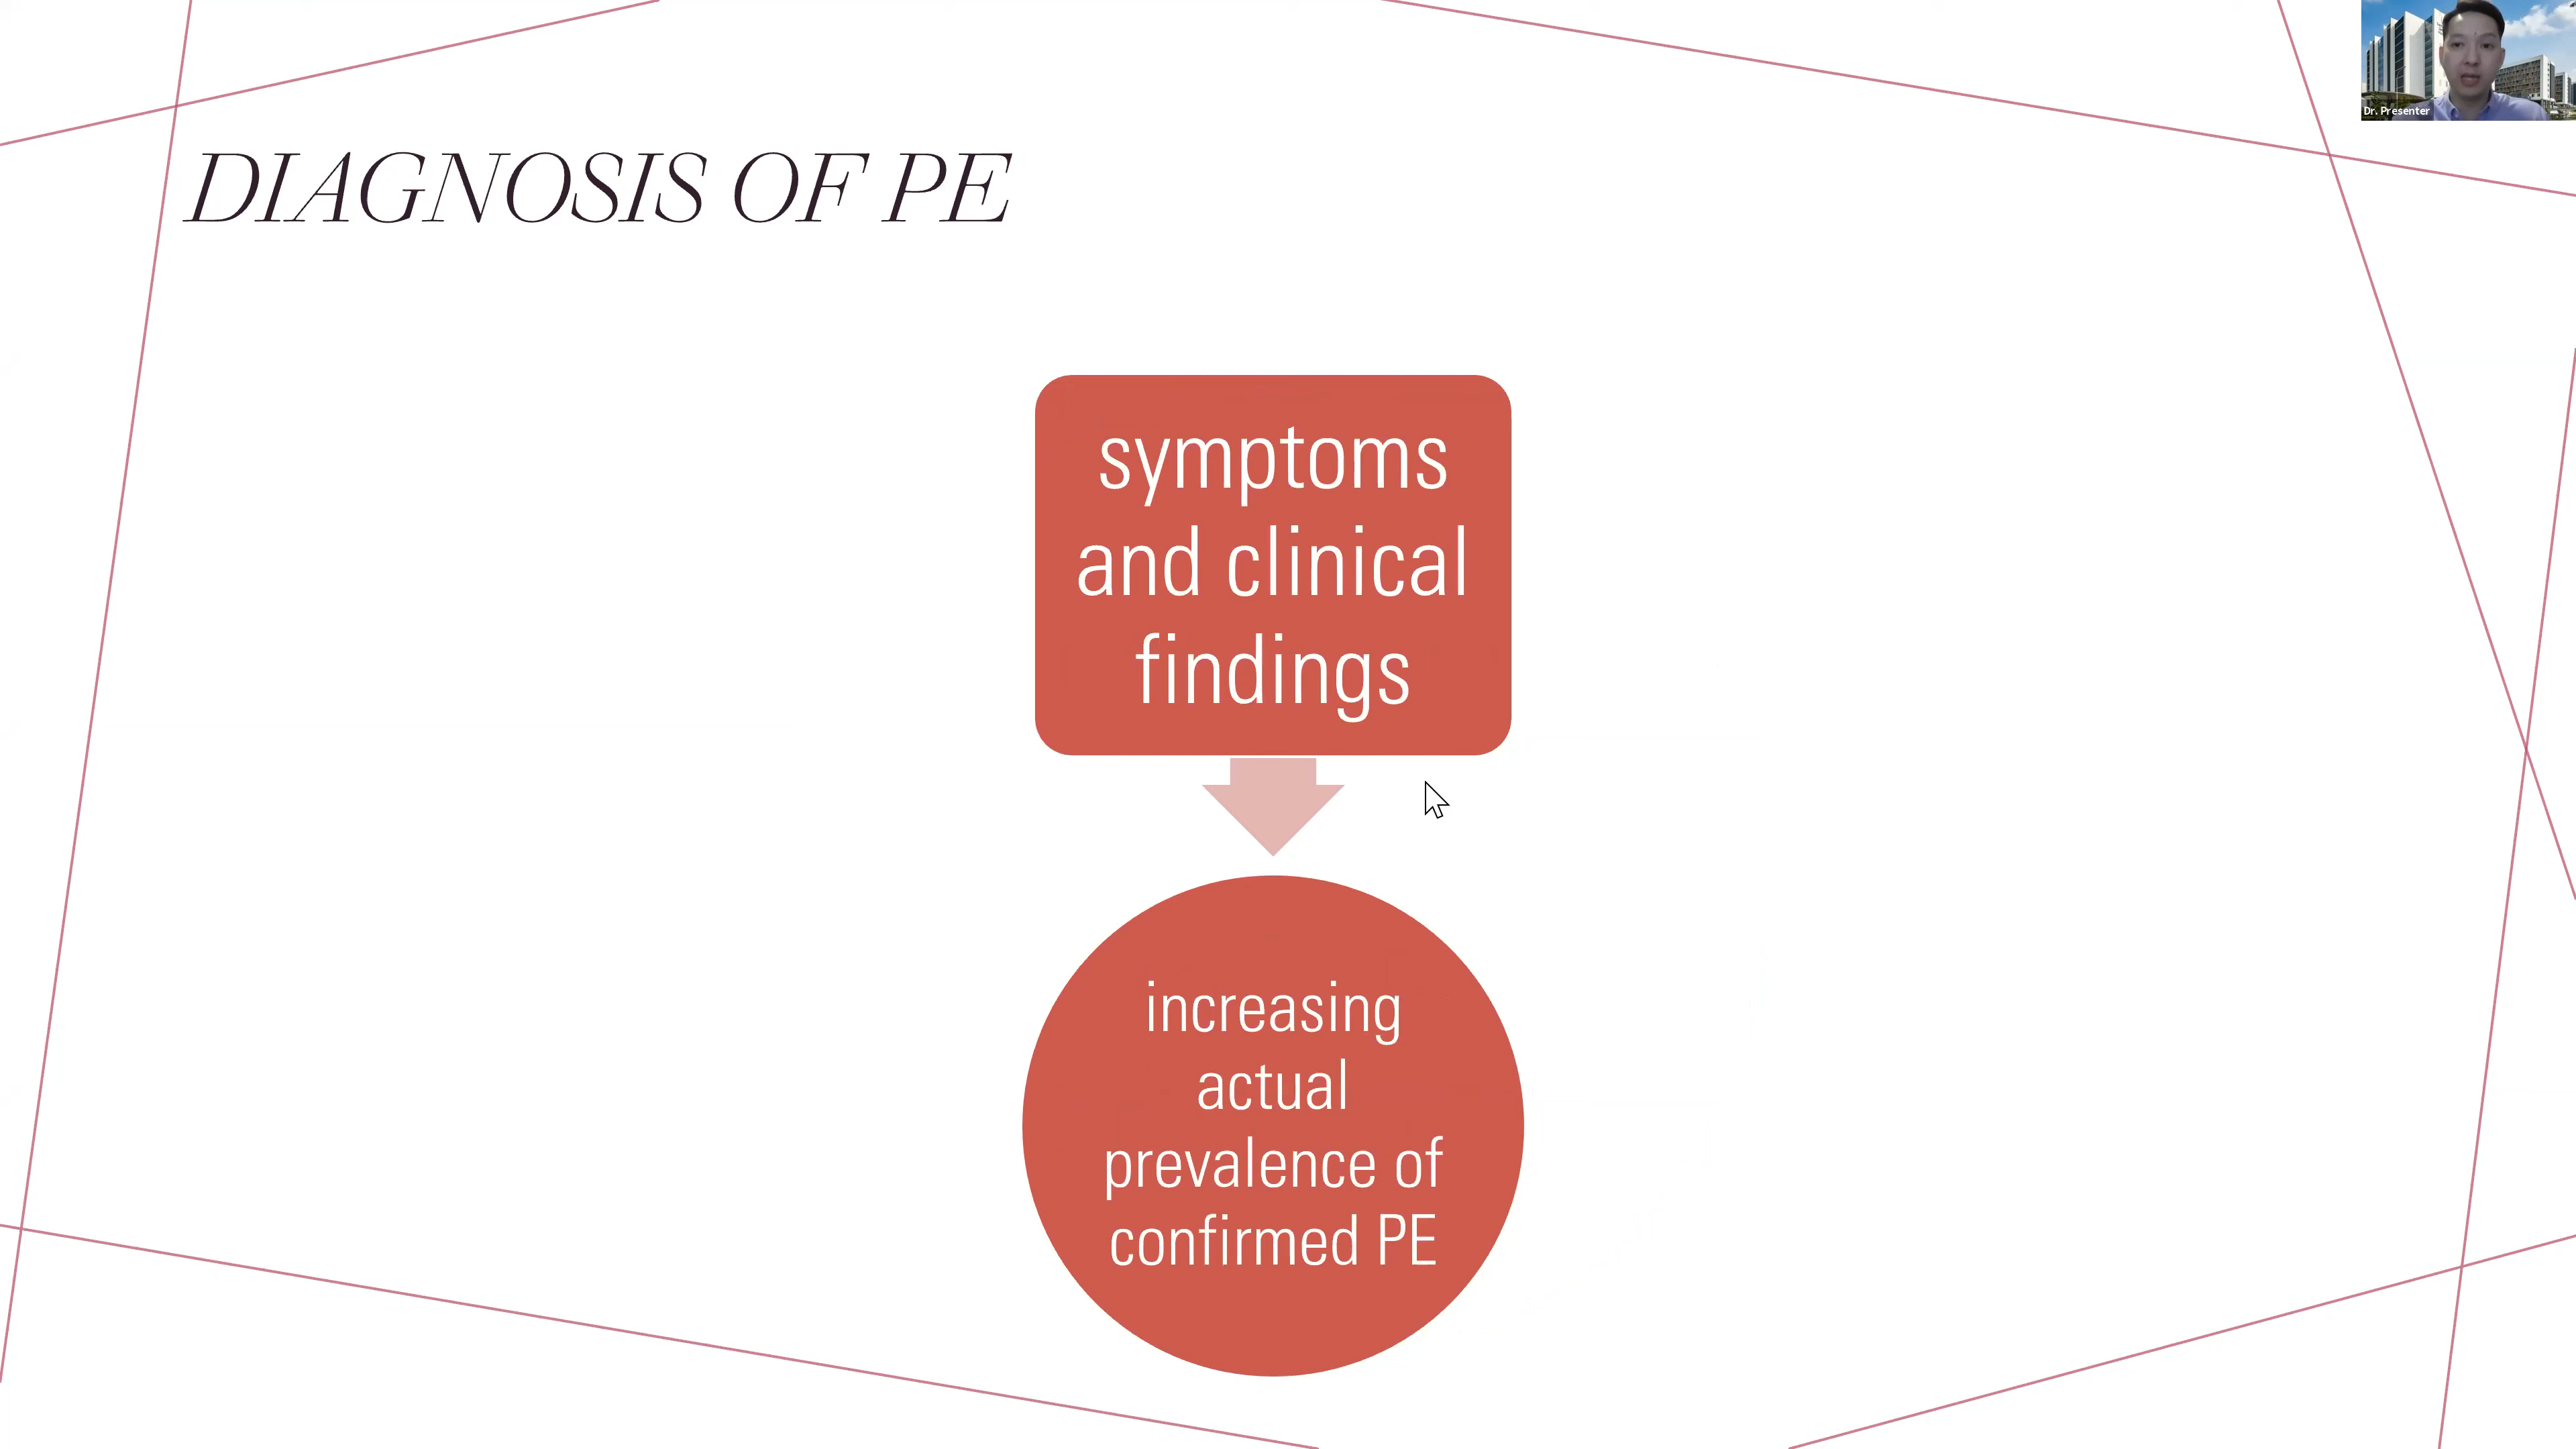 Dr. Presenter
DIAGNOSIS OF PE
symptoms
and clinical
findings
increasing
actual
prevalence of
confirmed PE